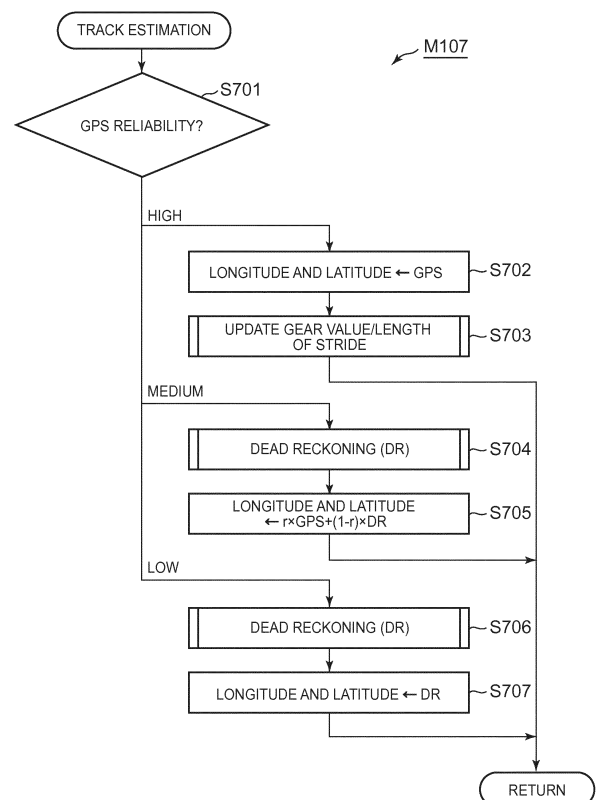 TRACK ESTIMATION
M107
S701
GPS RELIABILITY?
HIGH
LONGITUDE AND LATITUDE ← GPS
S702
UPDATE GEAR VALUE/LENGTH
OF STRIDE
S703
MEDIUM
DEAD RECKONING (DR)
S704
LONGITUDE AND LATITUDE
← r×GPS+(1-r)×DR
S705
LOW
DEAD RECKONING (DR)
S706
LONGITUDE AND LATITUDE ← DR
S707
RETURN